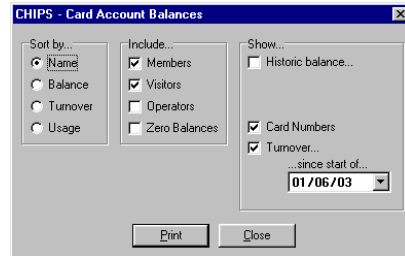 CHIPS - Card Account Balances
Sort by...
Name
Balance
Turnover
Usage
Include...
Members
Visitors
Operators
Zero Balances
Show...
Historic balance...
Card Numbers
Turnover...
...since start of...
01/06/03
Print
Close